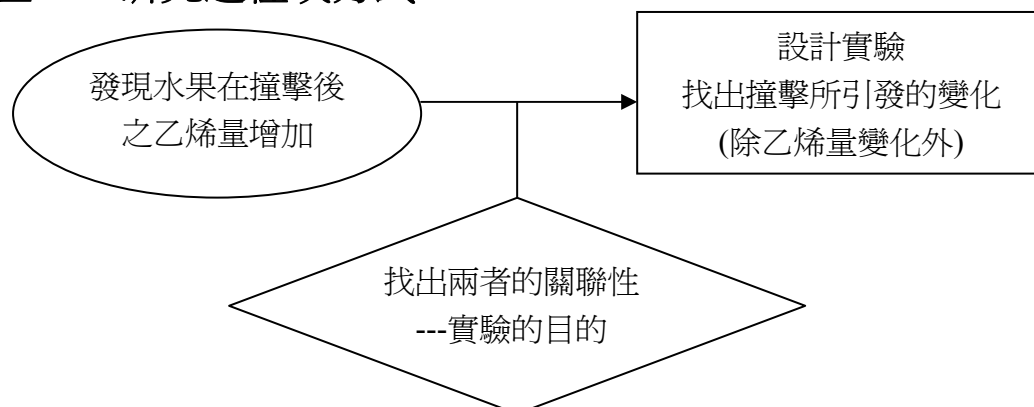 發現水果在撞擊後
之乙烯量增加
設計實驗
找出撞擊所引發的變化
(除乙烯量變化外)
找出兩者的關聯性
---實驗的目的